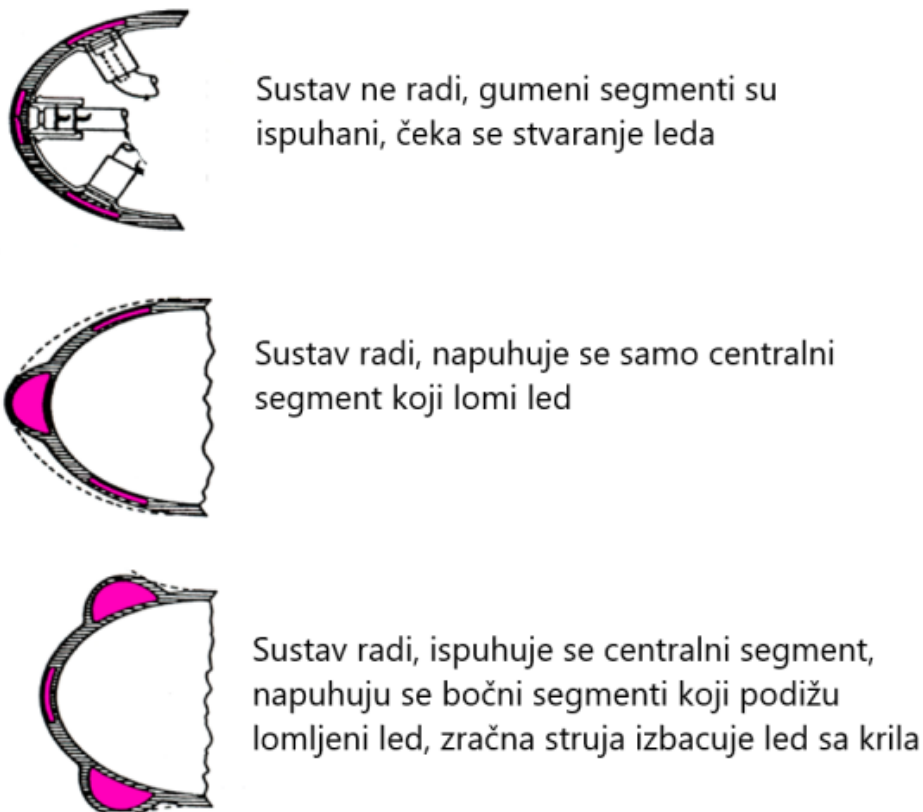 Sustav ne radi, gumeni segmenti su
ispuhani, čeka se stvaranje leda
Sustav radi, napuhuje se samo centralni
segment koji lomi led
Sustav radi, ispuhuje se centralni segment,
napuhuju se bočni segmenti koji podižu
lomljeni led, zračna struja izbacuje led sa krila